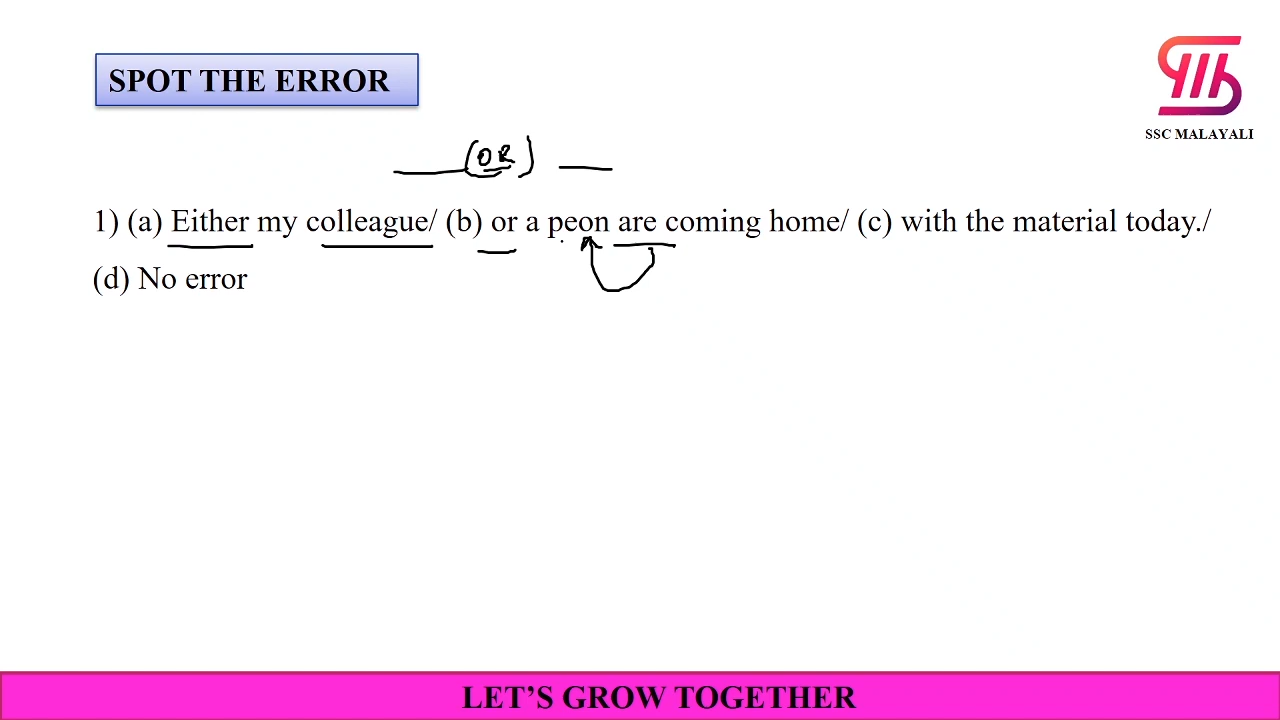 SPOT THE ERROR
SSC MALAYALI
(OR)
1) (a) Either my colleague/ (b) or a peon are coming home/ (c) with the material today./
(d) No error
LET’S GROW TOGETHER